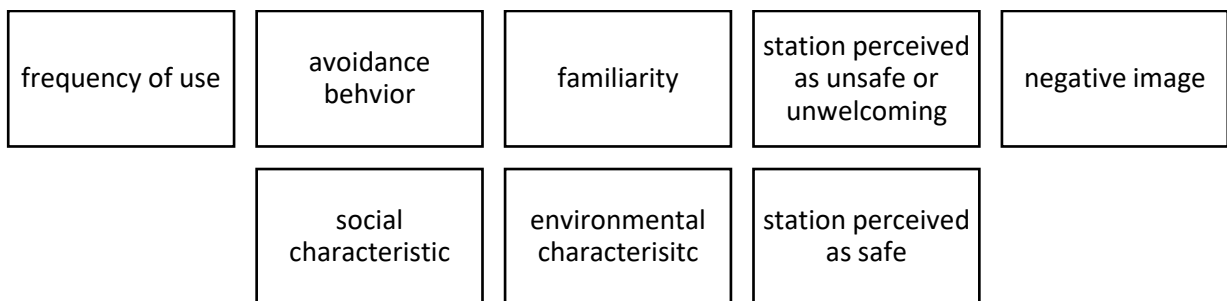 frequency of use
avoidance
behvior
familiarity
station perceived
as unsafe or
unwelcoming
negative image
social
characteristic
environmental
characterisitc
station perceived
as safe